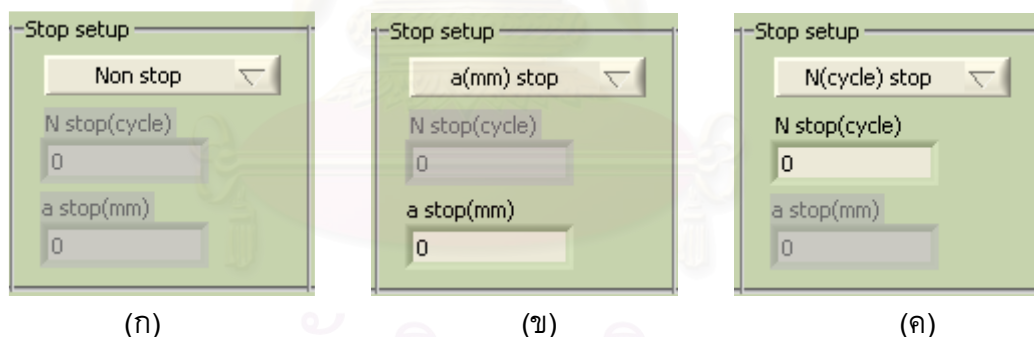 Stop setup
Non stop
N stop(cycle)
0
a stop(mm)
0
(ก)
Stop setup
a(mm) stop
N stop(cycle)
0
a stop(mm)
0
(ข)
Stop setup
N(cycle) stop
N stop(cycle)
0
a stop(mm)
0
(ค)